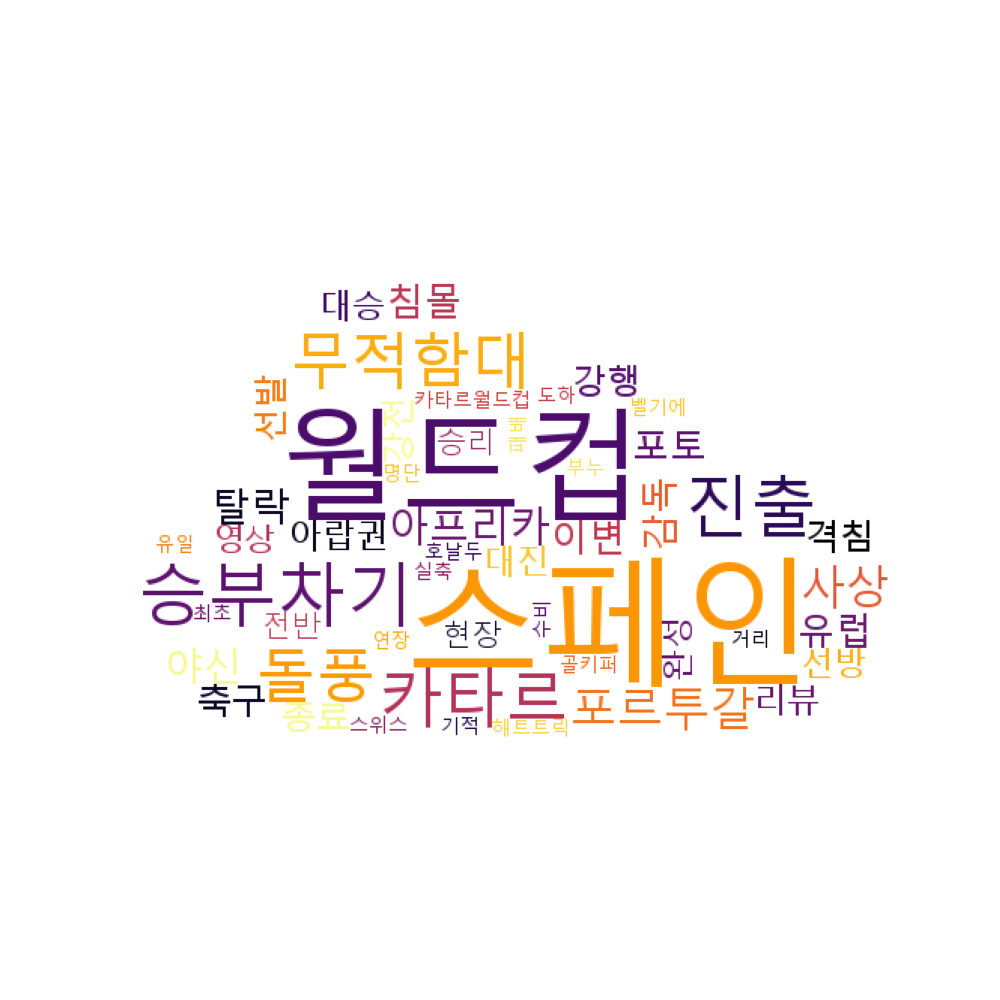 대승
침몰
무적함대
강행
선발
카타르월드컵
도하
벨기에
강전
패배
월드컵
승리
포토
명단
부누
진출
탈락
감독
아프리카
이변
격침
유일
영상
아랍권
호날두
대진
승부차기
실축
스페인
사상
최초
전반
연장
현장
수비
완성
거리
유럽
야신
돌풍
골키퍼
선방
축구
종료
카타르
포르투갈
리뷰
스위스
기적
해트트릭